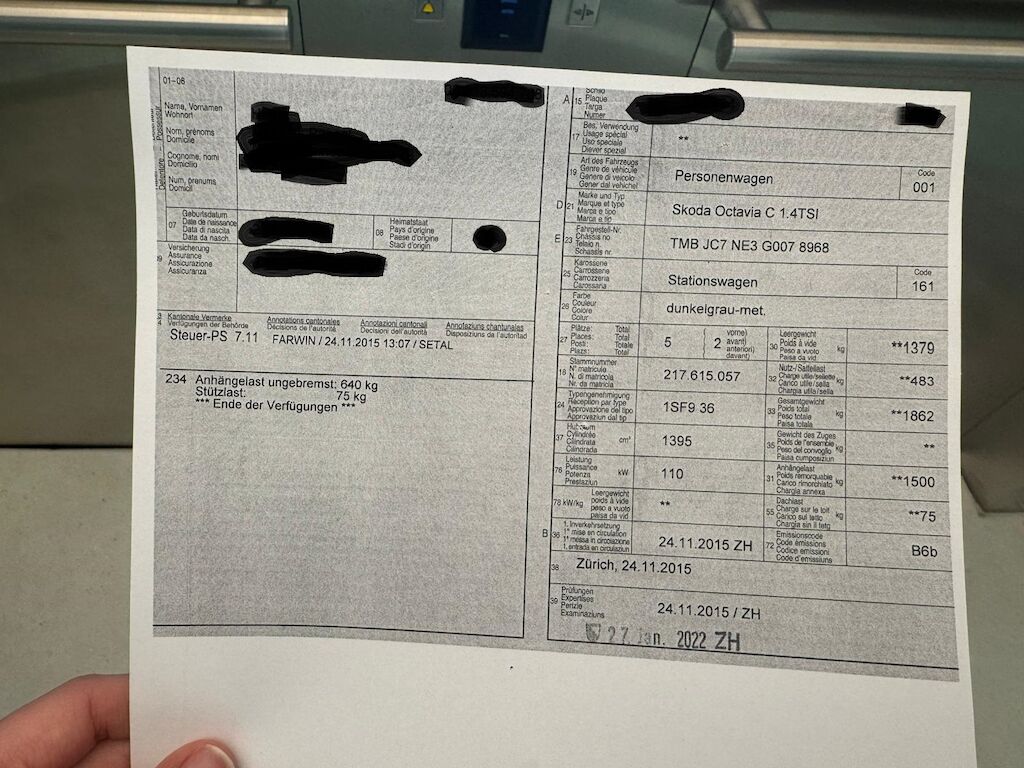 01-06
Name, Vornamen
Wohnort
Nom, prénoms
Domicile
Cognome, nomi
Domicilio
Num, prenums
Domicil
07 Geburtsdatum
Date de naissance
Data di nascita
Data da nasch.
08 Heimatstaat
Pays d'origine
Paese d'origine
Stadi d'origin
09 Versicherung
Assurance
Assicurazione
Assicuranza
Kantonale Vermerke Annotations cantonales Annotazioni cantonali Annotaziuns chantunalas
Verfügungen der Behörde Décisions de l'autorité Decisioni dell'autorità Disposiziuns da l'autoritad
Steuer-PS 7.11 FARWIN / 24.11.2015 13:07 / SETAL
234 Anhängelast ungebremst: 640 kg
Stützlast: 75 kg
*** Ende der Verfügungen ***
A 15 Schild
Plaque
Targa
Numer
17 Bes. Verwendung
Usage spécial
Uso speciale
Diever spezial
**
19 Art des Fahrzeugs
Genre de véhicule
Genere di veicolo
Gener dal vehichel
Personenwagen
Code
001
D 21 Marke und Typ
Marque et type
Marca e tipo
Marca e tip
Skoda Octavia C 1.4TSI
E 23 Fahrgestell-Nr.
Châssis no
Telaio n.
Schassis nr.
TMB JC7 NE3 G007 8968
25 Karosserie
Carrosserie
Carrozzeria
Carossaria
Stationswagen
Code
161
26 Farbe
Couleur
Colore
Colur
dunkelgrau-met.
27 Plätze: Total
Places: Total
Posti: Totale
Plazs: Total
5
2
vorne)
avant)
anteriori)
davant)
30 Leergewicht
Poids à vide
Peso a vuoto
Paisa a vid
kg
**1379
18 Stammnummer
N° matricule
N. di matricola
Nr. da matricla
217.615.057
32 Nutz-/Sattellast
Charge utile/sellette
Carico utile/sella
Chargia utila/sella
kg
**483
24 Typengenehmigung
Réception par type
Approvazione del tipo
Approvaziun dal tip
1SF9 36
33 Gesamtgewicht
Poids total
Peso totale
Paisa totala
kg
**1862
37 Hubraum
Cylindrée
Cilindrata
Cilindrada
cm³
1395
35 Gewicht des Zuges
Poids de l'ensemble
Peso del convoglio
Paisa cumposiziun
kg
**
76 Leistung
Puissance
Potenza
Prestaziun
kW
110
31 Anhängelast
Poids remorquable
Carico rimorchiato
Chargia annexa
kg
**1500
78 kW/kg
Leergewicht
poids à vide
peso a vuoto
paisa da vid
**
55 Dachlast
Charge sur le toit
Carico sul tetto
Chargia sin il tetg
kg
**75
B 36 1. Inverkehrsetzung
1re mise en circulation
1a messa in circolazione
1. entrada en circulaziun
24.11.2015 ZH
72 Emissionscode
Code émissions
Codice emissioni
Code d'emissiuns
B6b
38 Zürich, 24.11.2015
39 Prüfungen
Expertises
Perizie
Examinaziuns
24.11.2015 / ZH
27. Jan. 2022 ZH